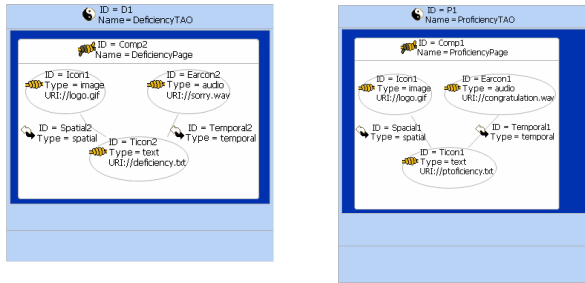 ID = D1
Name = DeficiencyTAO
ID = Comp2
Name = DeficiencyPage
ID = Icon1
Type = image
URI://logo.gif
ID = Earcon2
Type = audio
URI://sorry.wav
ID = Spatial2
Type = spatial
ID = Temporal2
Type = temporal
ID = Ticon2
Type = text
URI://deficiency.txt
ID = P1
Name = ProficiencyTAO
ID = Comp1
Name = ProficiencyPage
ID = Icon1
Type = image
URI://logo.gif
ID = Earcon1
Type = audio
URI://congratulation.wav
ID = Spacial1
Type = spatial
ID = Temporal1
Type = temporal
ID = Ticon1
Type = text
URI://ptoficiency.txt